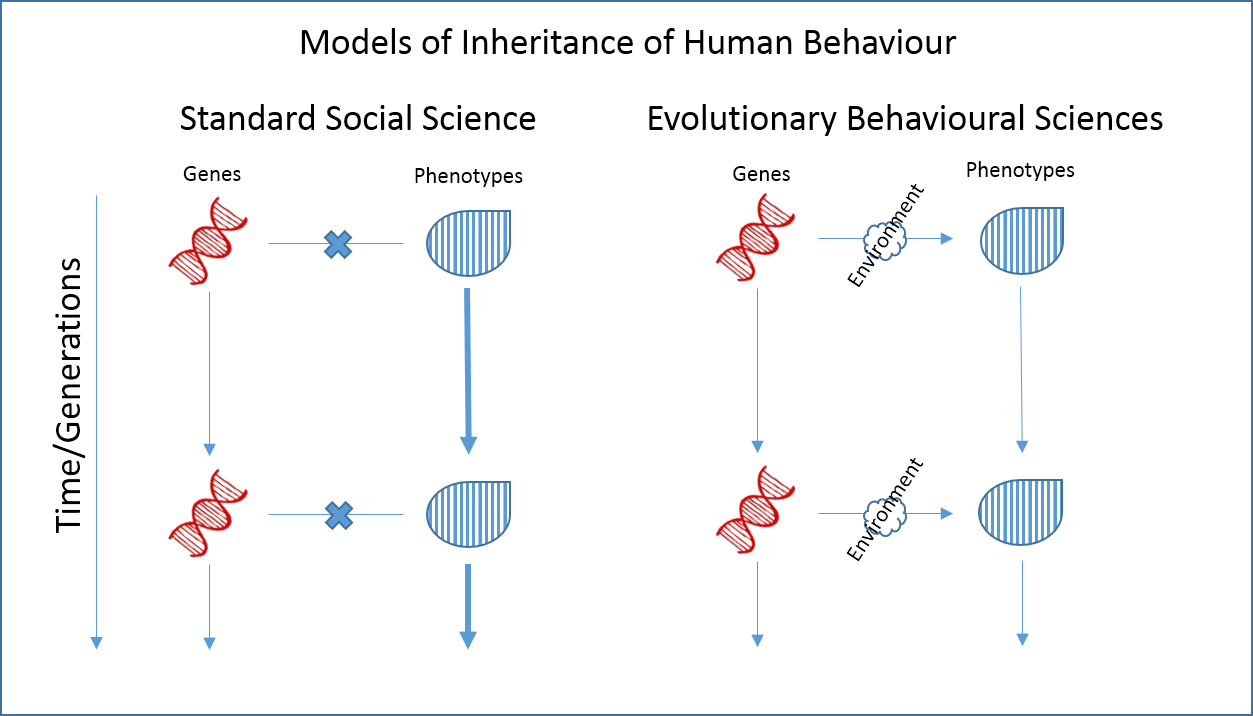 Models of Inheritance of Human Behaviour
Standard Social Science
Evolutionary Behavioural Sciences
Genes
Phenotypes
Genes
Phenotypes
Environment
Time/Generations
Environment